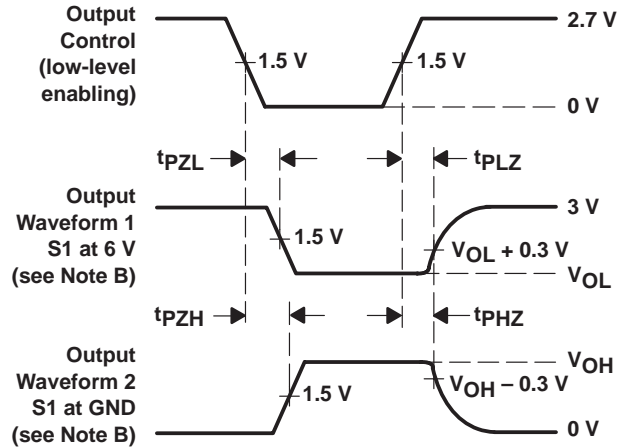 Output
Control
(low-level
enabling)
2.7 V
1.5 V
1.5 V
0 V
tPZL
tPLZ
Output
Waveform 1
S1 at 6 V
(see Note B)
3 V
1.5 V
VOL + 0.3 V
VOL
tPZH
tPHZ
Output
Waveform 2
S1 at GND
(see Note B)
VOH
VOH – 0.3 V
1.5 V
0 V